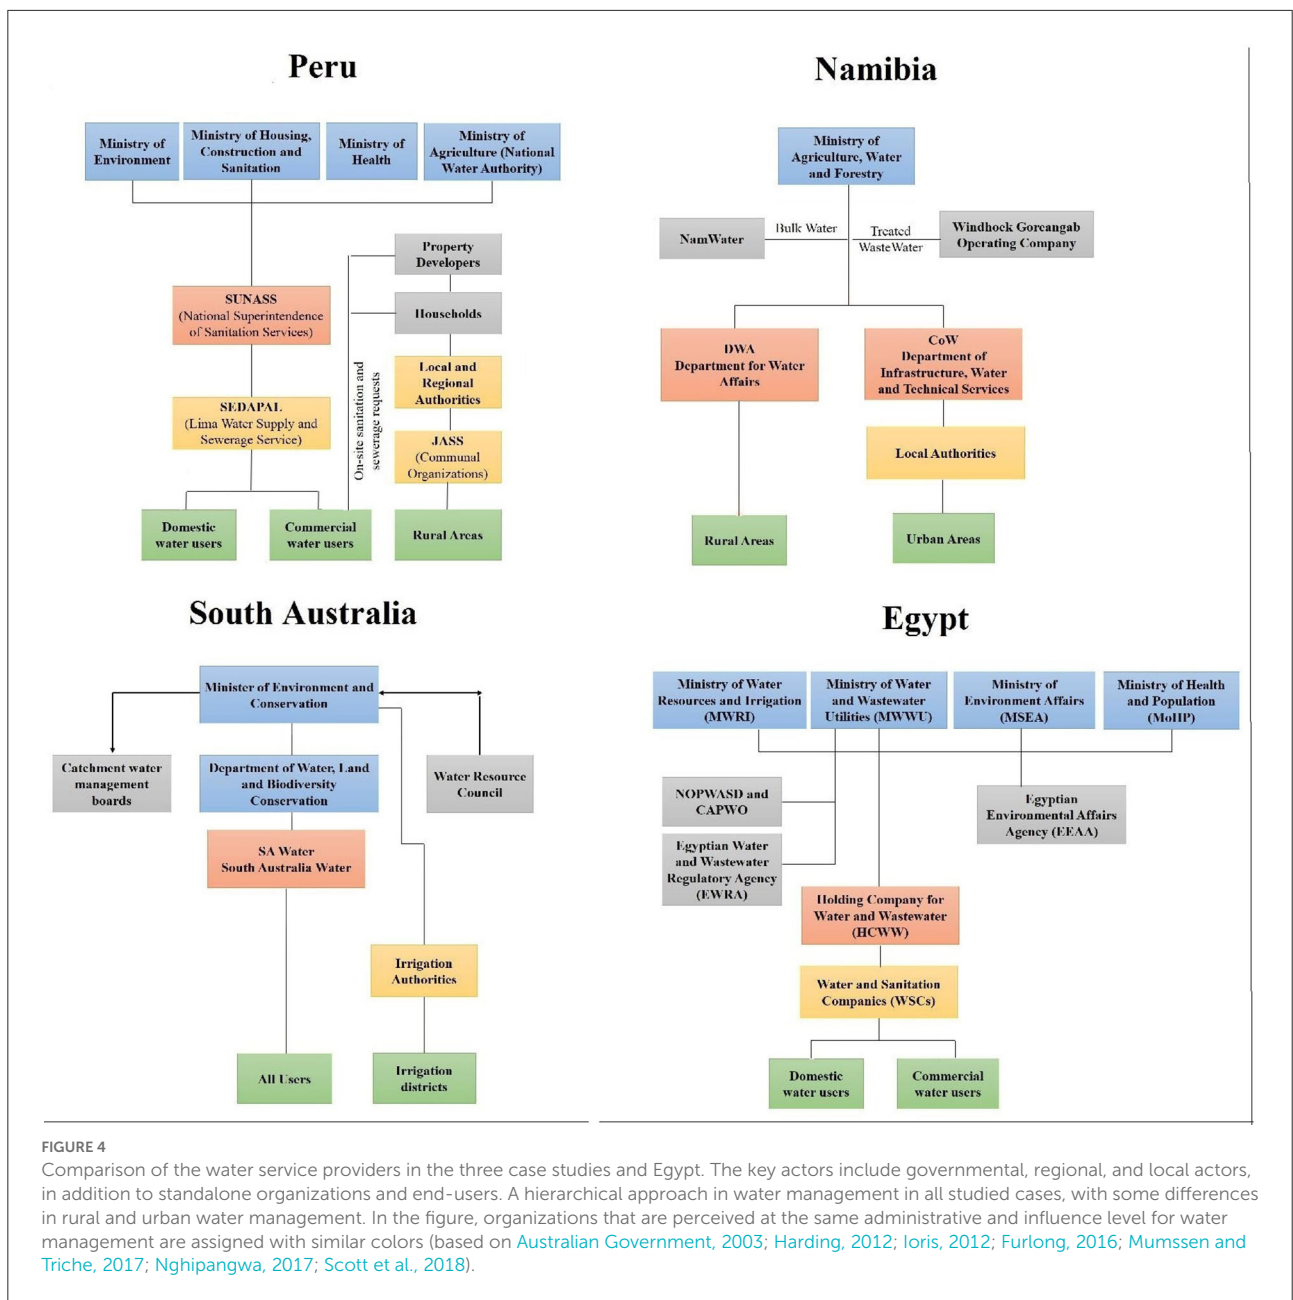 Peru
Ministry of
Environment
Ministry of Housing,
Construction and
Sanitation
Ministry of
Health
Ministry of
Agriculture (National
Water Authority)
Property
Developers
Households
SUNASS
(National Superintendence
of Sanitation Services)
Local and
Regional
Authorities
SEDAPAL
(Lima Water Supply and
Sewerage Service)
On-site sanitation and
sewerage requests
JASS
(Communal
Organizations)
Domestic
water users
Commercial
water users
Rural Areas
Namibia
Ministry of
Agriculture, Water
and Forestry
NamWater
Bulk Water
Treated
WasteWater
Windhock Goreangab
Operating Company
DWA
Department for Water
Affairs
CoW
Department of
Infrastructure, Water
and Technical Services
Local Authorities
Rural Areas
Urban Areas
South Australia
Minister of Environment and
Conservation
Catchment water
management
boards
Department of Water, Land
and Biodiversity
Conservation
Water Resource
Council
SA Water
South Australia Water
Irrigation
Authorities
All Users
Irrigation
districts
Egypt
Ministry of Water
Resources and Irrigation
(MWRI)
Ministry of Water
and Wastewater
Utilities (MWWU)
Ministry of
Environment Affairs
(MSEA)
Ministry of Health
and Population
(MoHP)
NOPWASD and
CAPWO
Egyptian
Environmental Affairs
Agency (EEAA)
Egyptian Water
and Wastewater
Regulatory Agency
(EWRA)
Holding Company for
Water and Wastewater
(HCWW)
Water and Sanitation
Companies (WSCs)
Domestic
water users
Commercial
water users
FIGURE 4
Comparison of the water service providers in the three case studies and Egypt. The key actors include governmental, regional, and local actors,
in addition to standalone organizations and end-users. A hierarchical approach in water management in all studied cases, with some differences
in rural and urban water management. In the figure, organizations that are perceived at the same administrative and influence level for water
management are assigned with similar colors (based on Australian Government, 2003; Harding, 2012; Ioris, 2012; Furlong, 2016; Mumssen and
Triche, 2017; Nghipangwa, 2017; Scott et al., 2018).